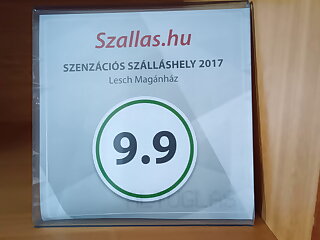 Szallas.hu
SZENZÁCIÓS SZÁLLÁSHELY 2017
Lesch Magánház
9.9